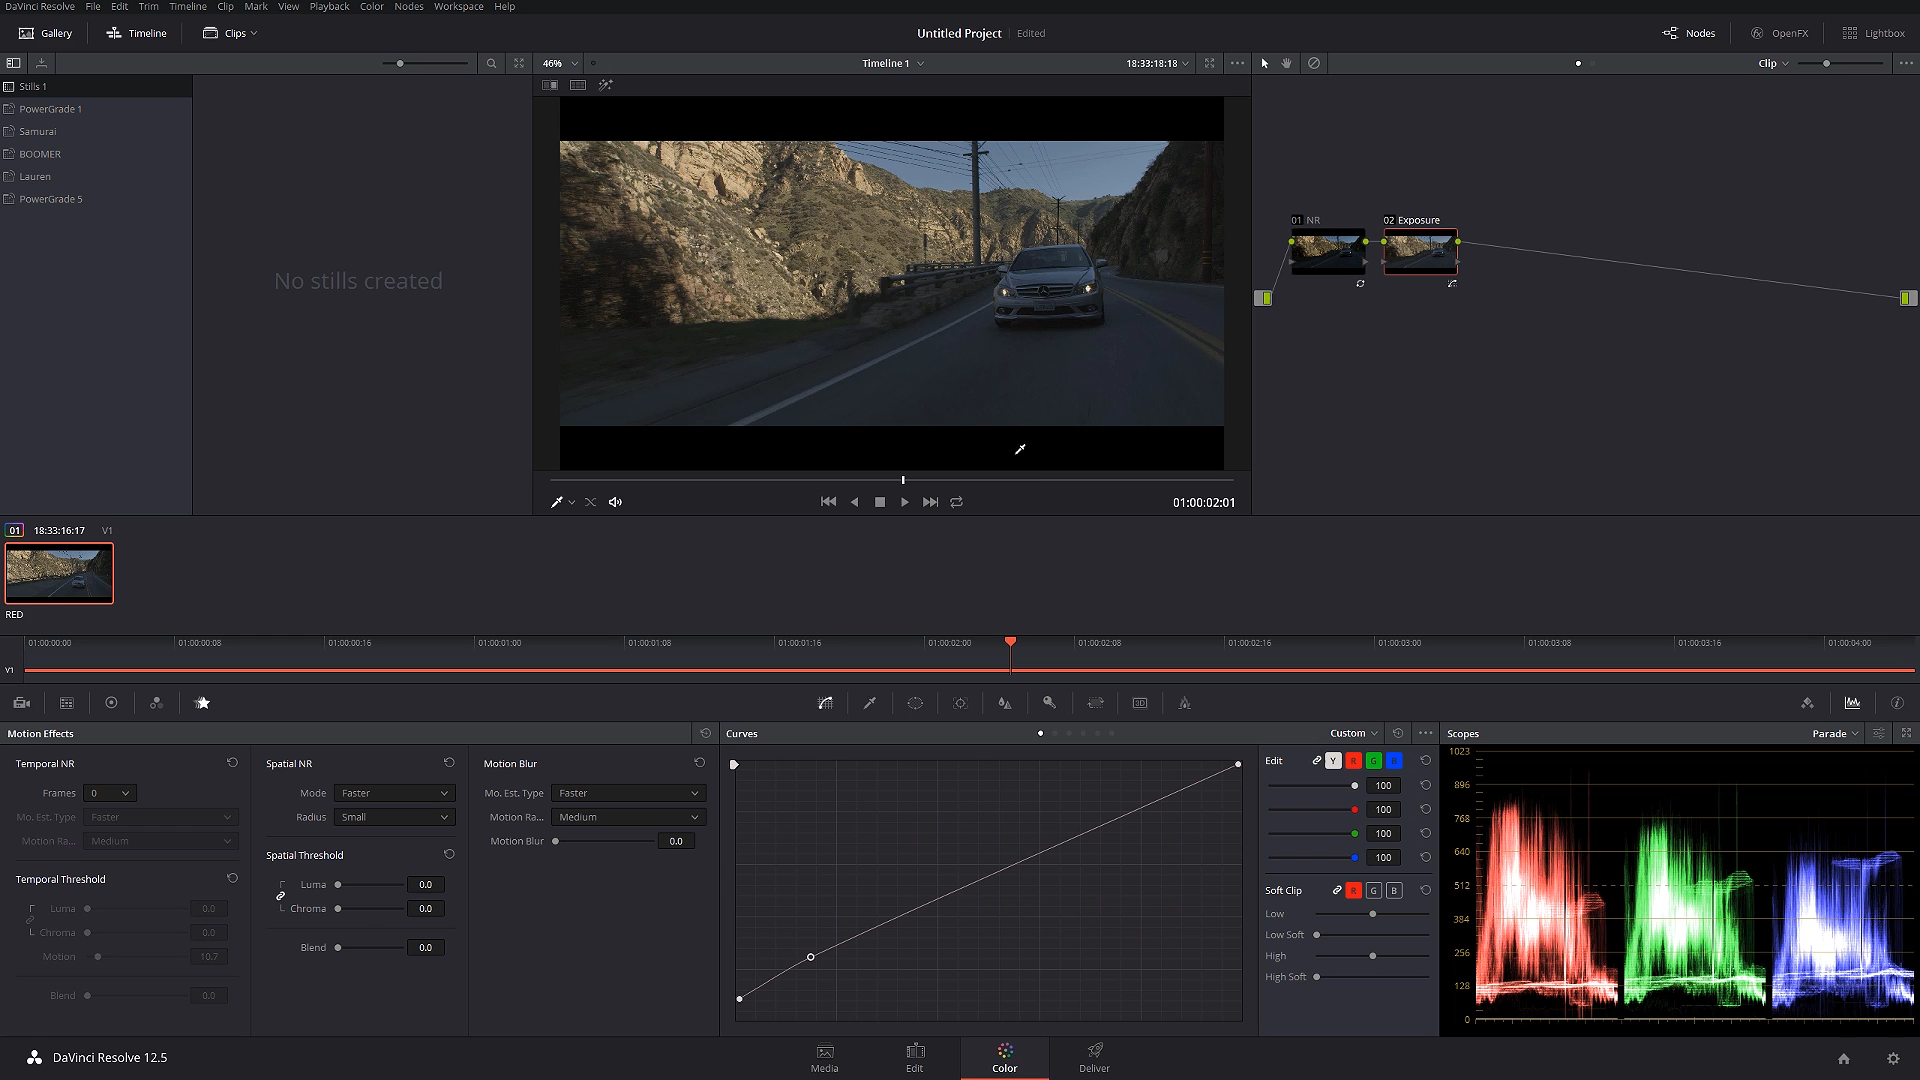 DaVinci Resolve File Edit Trim Timeline Clip Mark View Playback Color Nodes Workspace Help
Gallery Timeline Clips Untitled Project Edited Nodes OpenFX Lightbox
46% Timeline 1 18:33:18:18 Clip
Stills 1
PowerGrade 1
Samurai
BOOMER
Lauren
PowerGrade 5
No stills created
01 NR 02 Exposure
01:00:02:01
01 18:33:16:17 V1
RED
01:00:00:00 01:00:00:08 01:00:00:16 01:00:01:00 01:00:01:08 01:00:01:16 01:00:02:00 01:00:02:08 01:00:02:16 01:00:03:00 01:00:03:08 01:00:03:16 01:00:04:00
V1
3D
Motion Effects
Temporal NR
Frames 0
Mo. Est. Type Faster
Motion Ra... Medium
Temporal Threshold
Luma 0.0
Chroma 0.0
Motion 10.7
Blend 0.0
Spatial NR
Mode Faster
Radius Small
Spatial Threshold
Luma 0.0
Chroma 0.0
Blend 0.0
Motion Blur
Mo. Est. Type Faster
Motion Ra... Medium
Motion Blur 0.0
Curves Custom
Edit Y R G B
100
100
100
100
Soft Clip R G B
Low
Low Soft
High
High Soft
Scopes Parade
1023
896
768
640
512
384
256
128
0
DaVinci Resolve 12.5
Media Edit Color Deliver